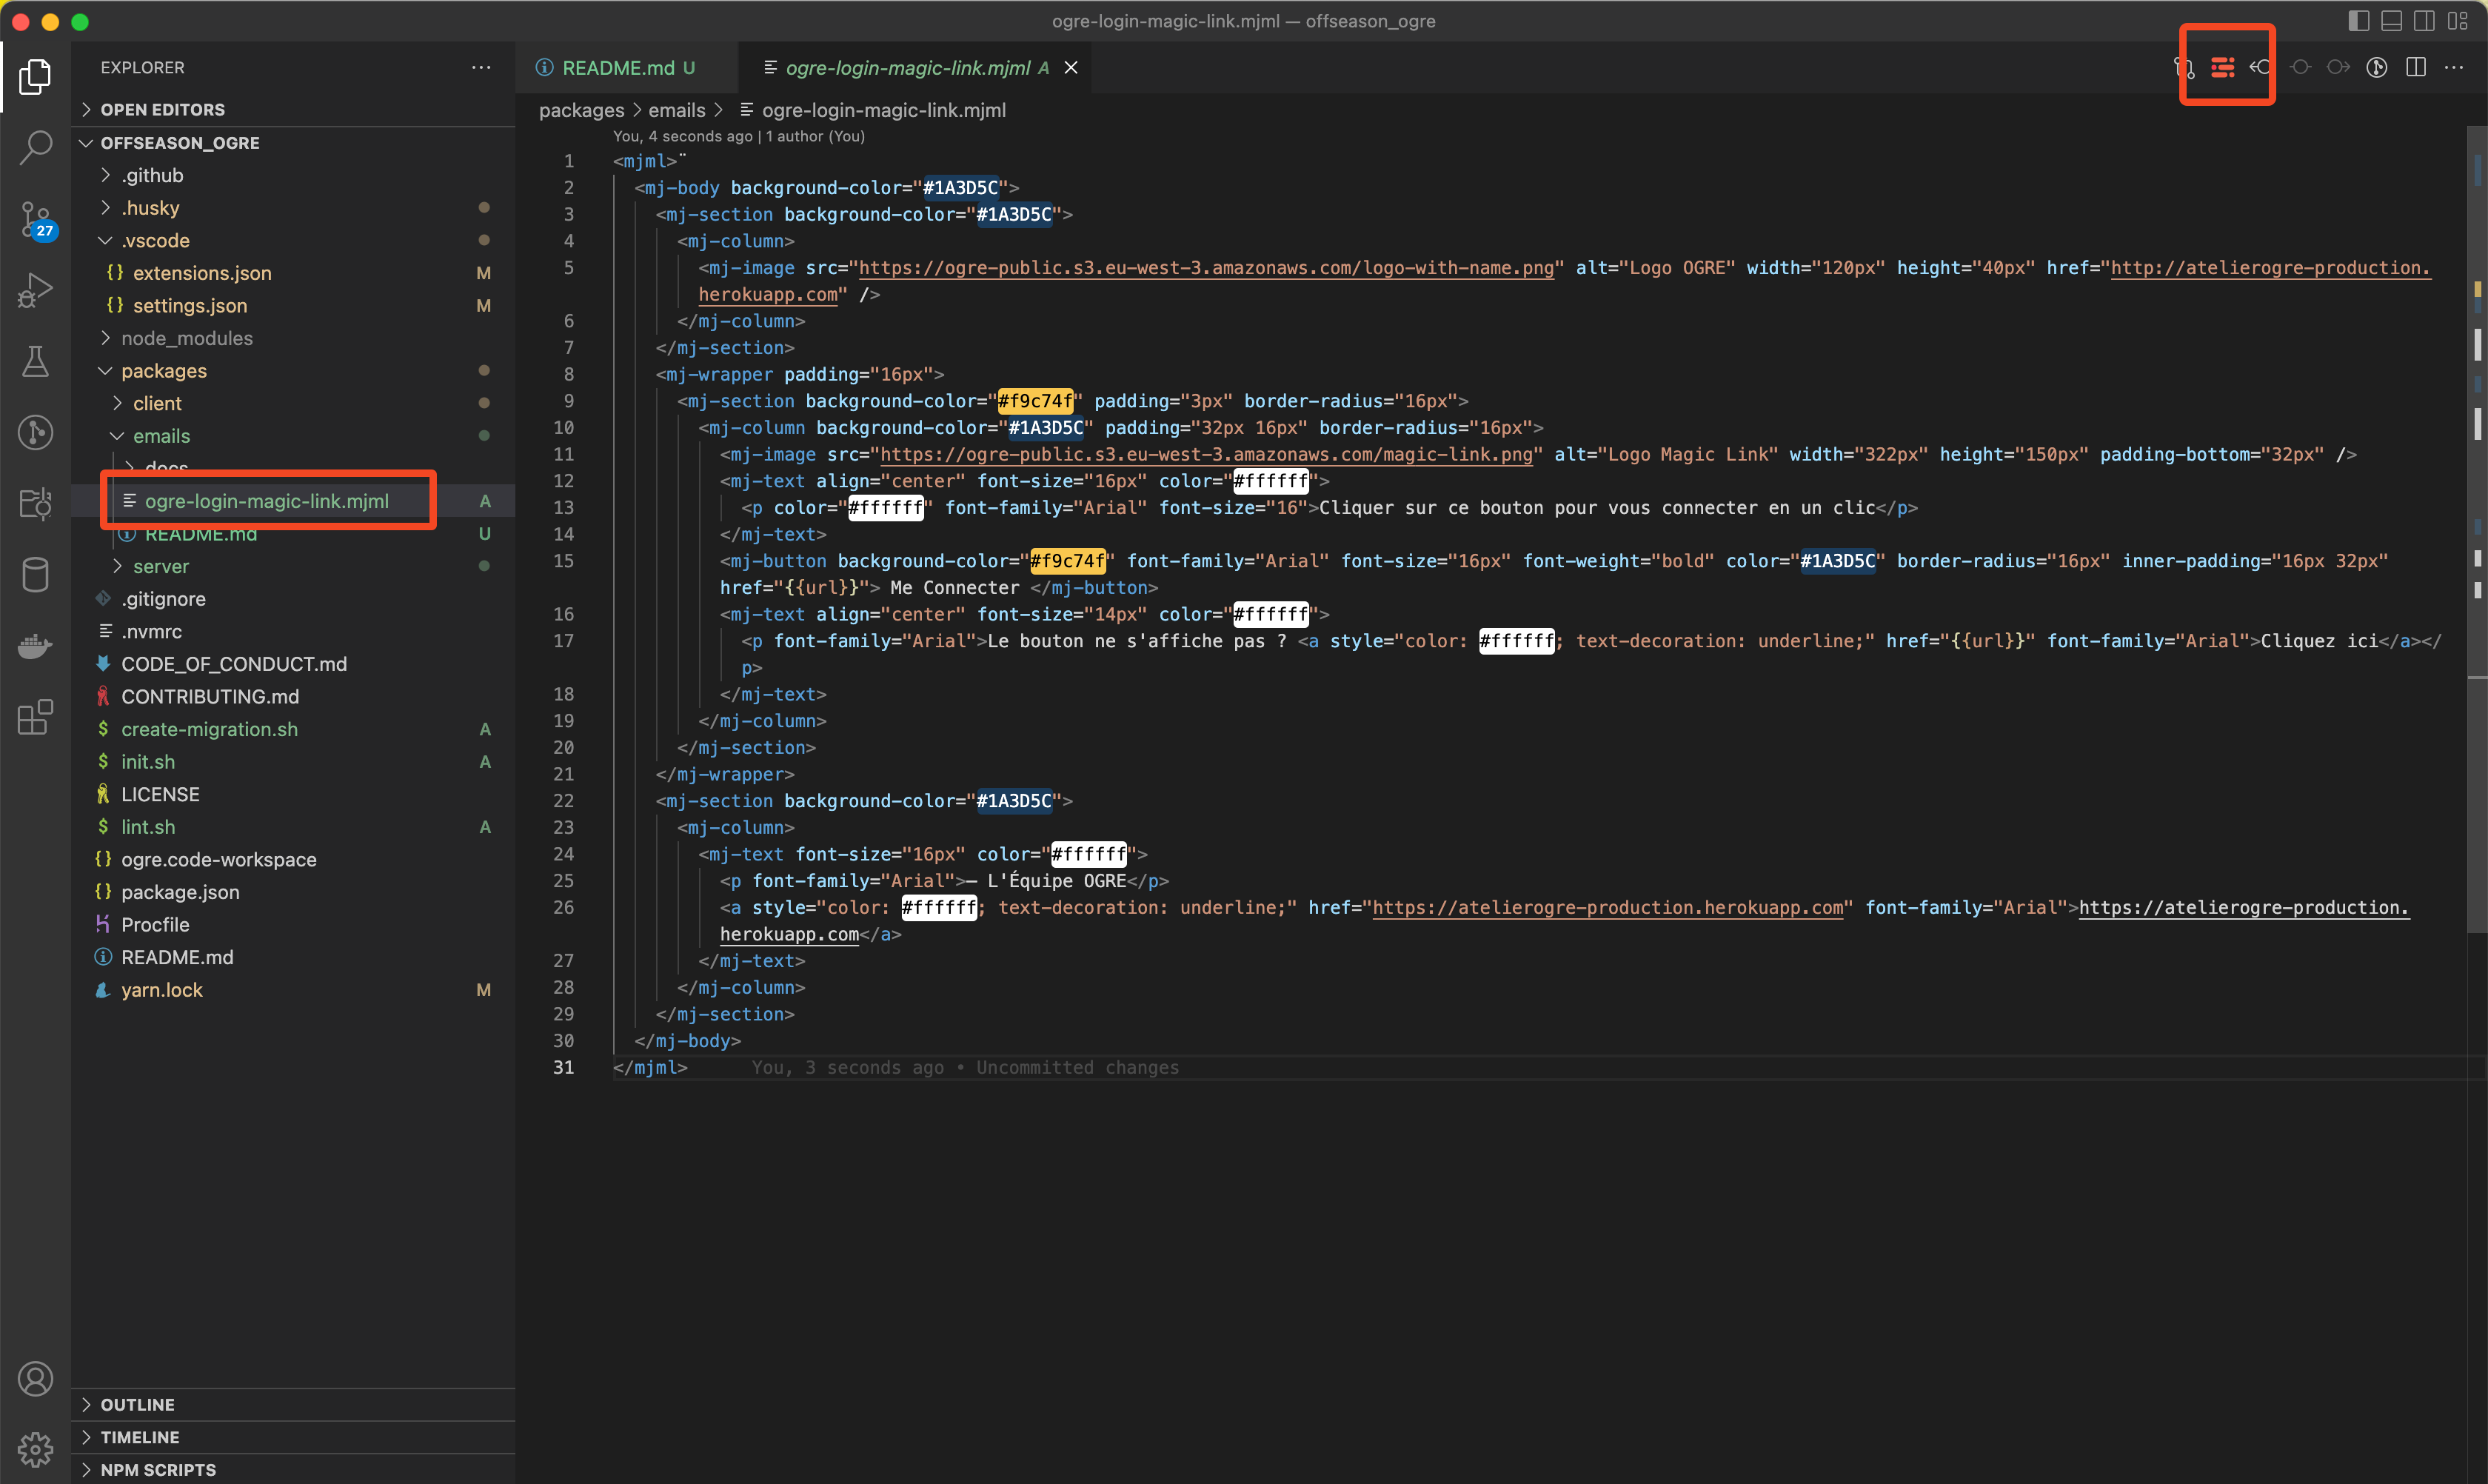 ogre-login-magic-link.mjml — offseason_ogre
EXPLORER
OPEN EDITORS
OFFSEASON_OGRE
.github
.husky
.vscode
extensions.json M
settings.json M
node_modules
packages
client
emails
docs
ogre-login-magic-link.mjml A
README.md U
server
.gitignore
.nvmrc
CODE_OF_CONDUCT.md
CONTRIBUTING.md
create-migration.sh A
init.sh A
LICENSE
lint.sh A
ogre.code-workspace
package.json
Procfile
README.md
yarn.lock M
OUTLINE
TIMELINE
NPM SCRIPTS
27
README.md U
ogre-login-magic-link.mjml A
packages > emails > ogre-login-magic-link.mjml
You, 4 seconds ago | 1 author (You)
1 <mjml>¨
2 <mj-body background-color="#1A3D5C">
3 <mj-section background-color="#1A3D5C">
4 <mj-column>
5 <mj-image src="https://ogre-public.s3.eu-west-3.amazonaws.com/logo-with-name.png" alt="Logo OGRE" width="120px" height="40px" href="http://atelierogre-production.
herokuapp.com" />
6 </mj-column>
7 </mj-section>
8 <mj-wrapper padding="16px">
9 <mj-section background-color="#f9c74f" padding="3px" border-radius="16px">
10 <mj-column background-color="#1A3D5C" padding="32px 16px" border-radius="16px">
11 <mj-image src="https://ogre-public.s3.eu-west-3.amazonaws.com/magic-link.png" alt="Logo Magic Link" width="322px" height="150px" padding-bottom="32px" />
12 <mj-text align="center" font-size="16px" color="#ffffff">
13 <p color="#ffffff" font-family="Arial" font-size="16">Cliquer sur ce bouton pour vous connecter en un clic</p>
14 </mj-text>
15 <mj-button background-color="#f9c74f" font-family="Arial" font-size="16px" font-weight="bold" color="#1A3D5C" border-radius="16px" inner-padding="16px 32px"
href="{{url}}"> Me Connecter </mj-button>
16 <mj-text align="center" font-size="14px" color="#ffffff">
17 <p font-family="Arial">Le bouton ne s'affiche pas ? <a style="color: #ffffff; text-decoration: underline;" href="{{url}}" font-family="Arial">Cliquez ici</a></
p>
18 </mj-text>
19 </mj-column>
20 </mj-section>
21 </mj-wrapper>
22 <mj-section background-color="#1A3D5C">
23 <mj-column>
24 <mj-text font-size="16px" color="#ffffff">
25 <p font-family="Arial">— L'Équipe OGRE</p>
26 <a style="color: #ffffff; text-decoration: underline;" href="https://atelierogre-production.herokuapp.com" font-family="Arial">https://atelierogre-production.
herokuapp.com</a>
27 </mj-text>
28 </mj-column>
29 </mj-section>
30 </mj-body>
31 </mjml> You, 3 seconds ago • Uncommitted changes